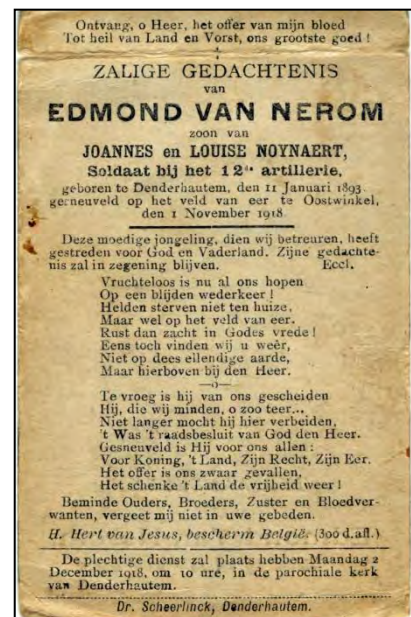 Ontvang, o Heer, het offer van mijn bloed
Tot heil van Land en Vorst, ons grootste goed !
ZALIGE GEDACHTENIS
van
EDMOND VAN NEROM
zoon van
JOANNES en LOUISE NOYNAERT,
Soldaat bij het 12de artillerie,
geboren te Denderhautem, den 11 Januari 1893.
gesneuveld op het veld van eer te Oostwinkel,
den 1 November 1918
Deze moedige jongeling, dien wij betreuren, heeft
gestreden voor God en Vaderland. Zijne gedachte-
nis zal in zegening blijven. Eccl.
Vruchteloos is nu al ons hopen
Op een blijden wederkeer !
Helden sterven niet ten huize,
Maar wel op het veld van eer.
Rust dan zacht in Godes vrede !
Eens toch vinden wij u weêr,
Niet op dees ellendige aarde,
Maar hierboven bij den Heer.
—o—
Te vroeg is hij van ons gescheiden
Hij, die wij minden, o zoo teer...
Niet langer mocht hij hier verbeiden,
't Was 't raadsbesluit van God den Heer.
Gesneuveld is Hij voor ons allen :
Voor Koning, 't Land, Zijn Recht, Zijn Eer.
Het offer is ons zwaar gevallen,
Het schenke 't Land de vrijheid weer !
Beminde Ouders, Broeders, Zuster en Bloedver-
wanten, vergeet mij niet in uwe gebeden.
H. Hert van Jesus, bescherm België. (300 d. afl.)
De plechtige dienst zal plaats hebben Maandag 2
December 1918, om 10 ure, in de parochiale kerk
van Denderhautem.
Dr. Scheerlinck, Denderhautem.